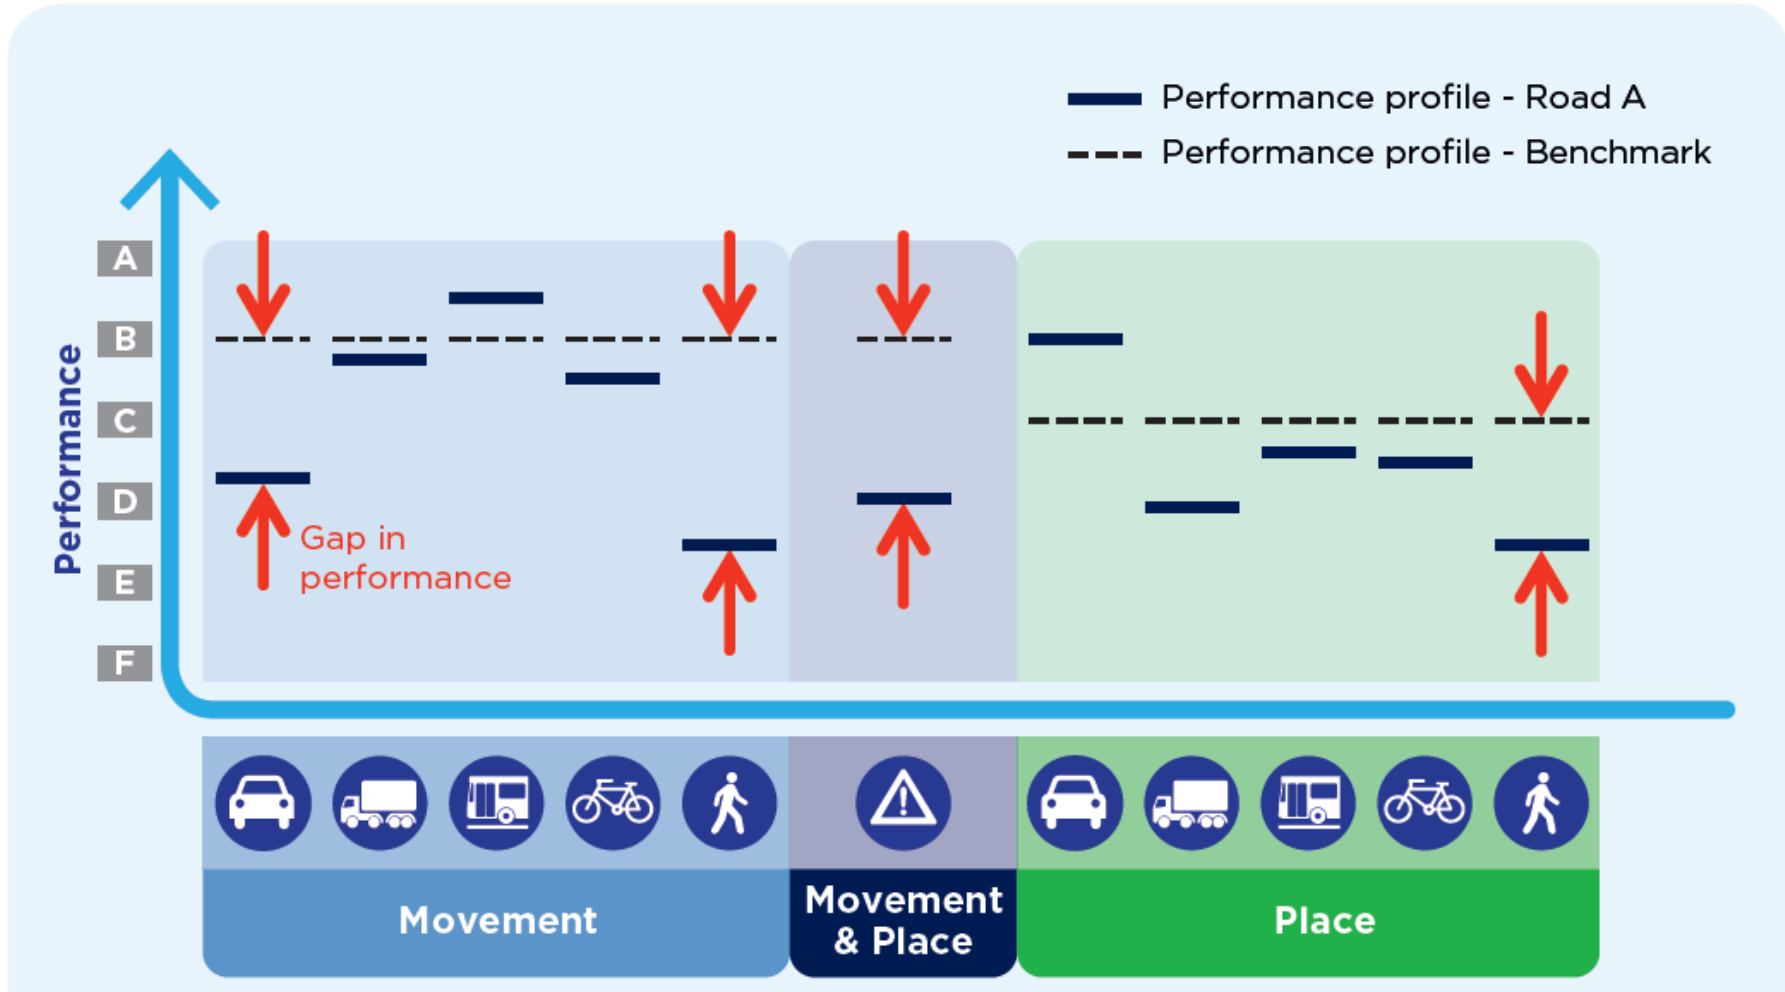 Performance profile - Road A
Performance profile - Benchmark
Performance
A
B
C
D
E
F
Gap in
performance
Movement
Movement
& Place
Place